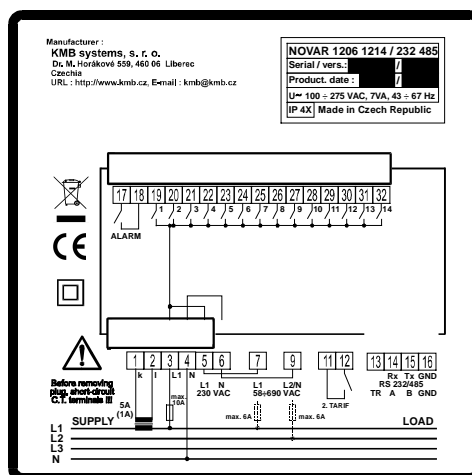 Manufacturer :
KMB systems, s. r. o.
Dr. M. Horákové 559, 460 06 Liberec
Czechia
URL : http://www.kmb.cz, E-mail : kmb@kmb.cz
NOVAR 1206 1214 / 232 485
Serial / vers.: /
Product. date : /
U~ 100 ÷ 275 VAC, 7VA, 43 ÷ 67 Hz
IP 4X Made in Czech Republic
17 18 19 20 21 22 23 24 25 26 27 28 29 30 31 32
1 2 3 4 5 6 7 8 9 10 11 12 13 14
ALARM
CE
1 2 3 4 5 6 7 9 11 12 13 14 15 16
k l L1 N
L1 N
230 VAC
L1 L2/N
58÷690 VAC
2. TARIF
Rx Tx GND
RS 232/485
TR A B GND
Before removing
plug, short-circuit
C.T. terminals !!!
5A
(1A)
max.
10A
max. 6A
max. 6A
SUPPLY LOAD
L1
L2
L3
N